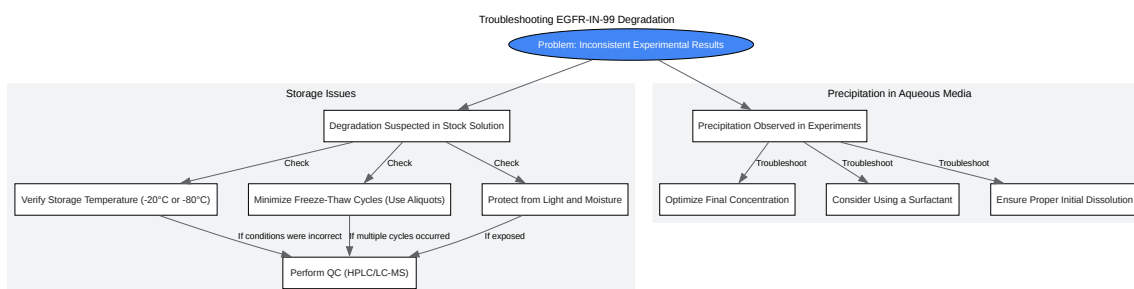 Troubleshooting EGFR-IN-99 Degradation
Problem: Inconsistent Experimental Results
Storage Issues
Precipitation in Aqueous Media
Degradation Suspected in Stock Solution
Precipitation Observed in Experiments
Check
Check
Check
Troubleshoot
Troubleshoot
Troubleshoot
Verify Storage Temperature (-20°C or -80°C)
Minimize Freeze-Thaw Cycles (Use Aliquots)
Protect from Light and Moisture
Optimize Final Concentration
Consider Using a Surfactant
Ensure Proper Initial Dissolution
If conditions were incorrect
If multiple cycles occurred
If exposed
Perform QC (HPLC/LC-MS)